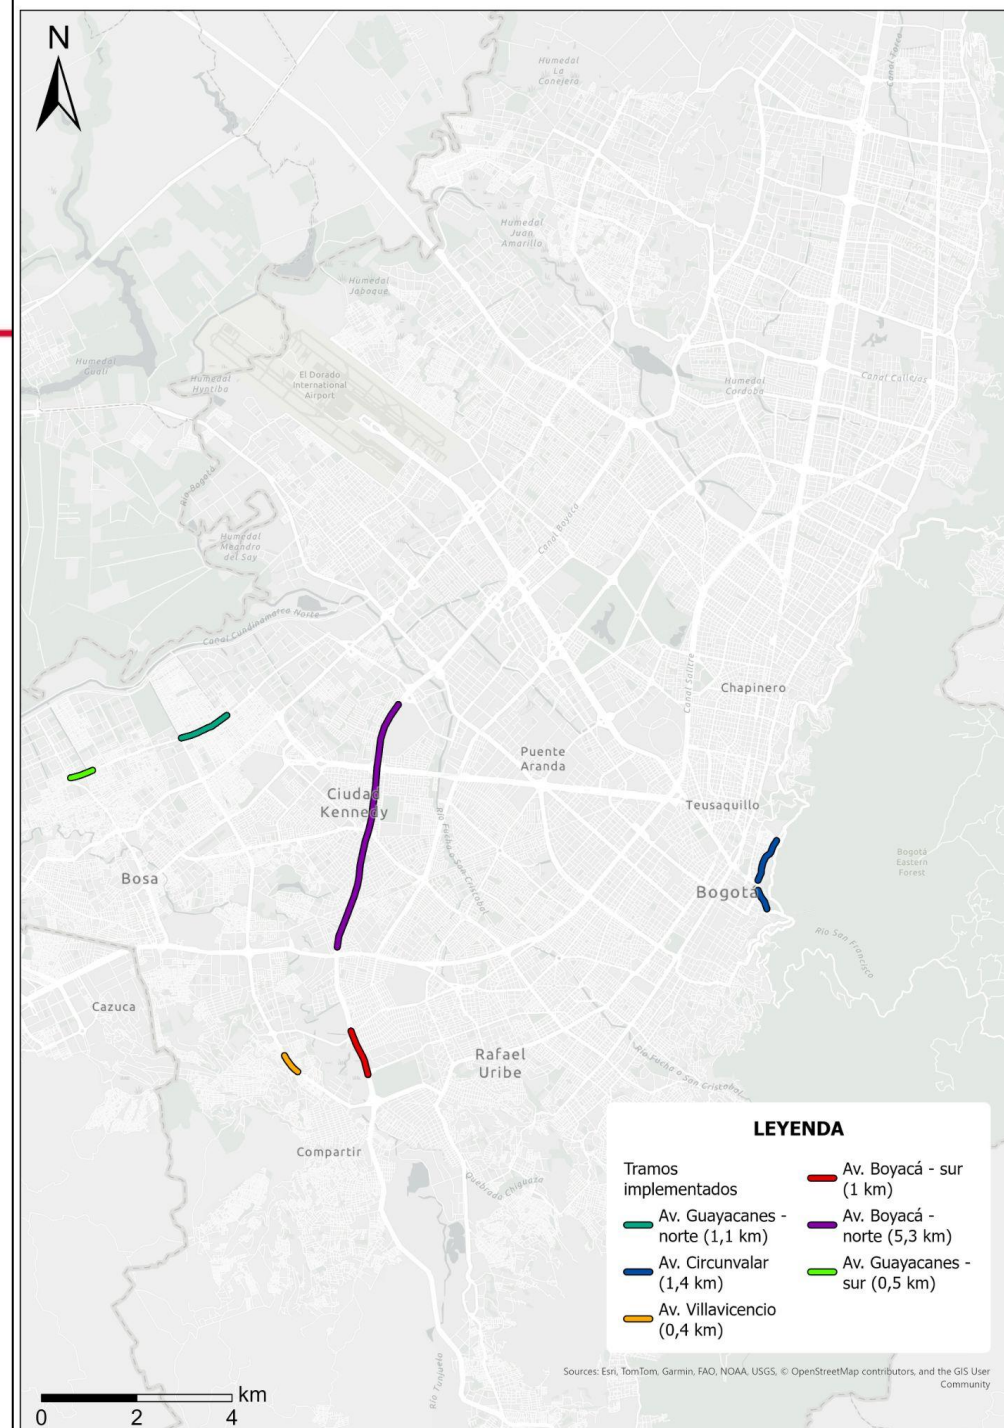 N
Humedal
La
Conejera
Canal Torca
Humedal
Juan
Amarillo
Humedal
Jaboque
Humedal
Gualí
Humedal
Hyntiba
El Dorado
International
Airport
Humedal
Cordoba
Canal Callejas
Río Bogotá
Humedal
Meandro
del Say
Canal Boyacá
Canal Cundinamarca Norte
Canal Salitre
Chapinero
Puente
Aranda
Ciudad
Kennedy
Teusaquillo
Río Fucha o San Cristobal
Bogotá
Eastern
Forest
Bosa
Bogotá
Río San Francisco
Cazuca
Rafael
Uribe
Río Fucha o San Cristobal
Compartir
Quebrada Chiguaza
Río Tunjuelo
LEYENDA
Tramos
implementados
Av. Guayacanes -
norte (1,1 km)
Av. Circunvalar
(1,4 km)
Av. Villavicencio
(0,4 km)
Av. Boyacá - sur
(1 km)
Av. Boyacá -
norte (5,3 km)
Av. Guayacanes -
sur (0,5 km)
Sources: Esri, TomTom, Garmin, FAO, NOAA, USGS, © OpenStreetMap contributors, and the GIS User
Community
km
0 2 4